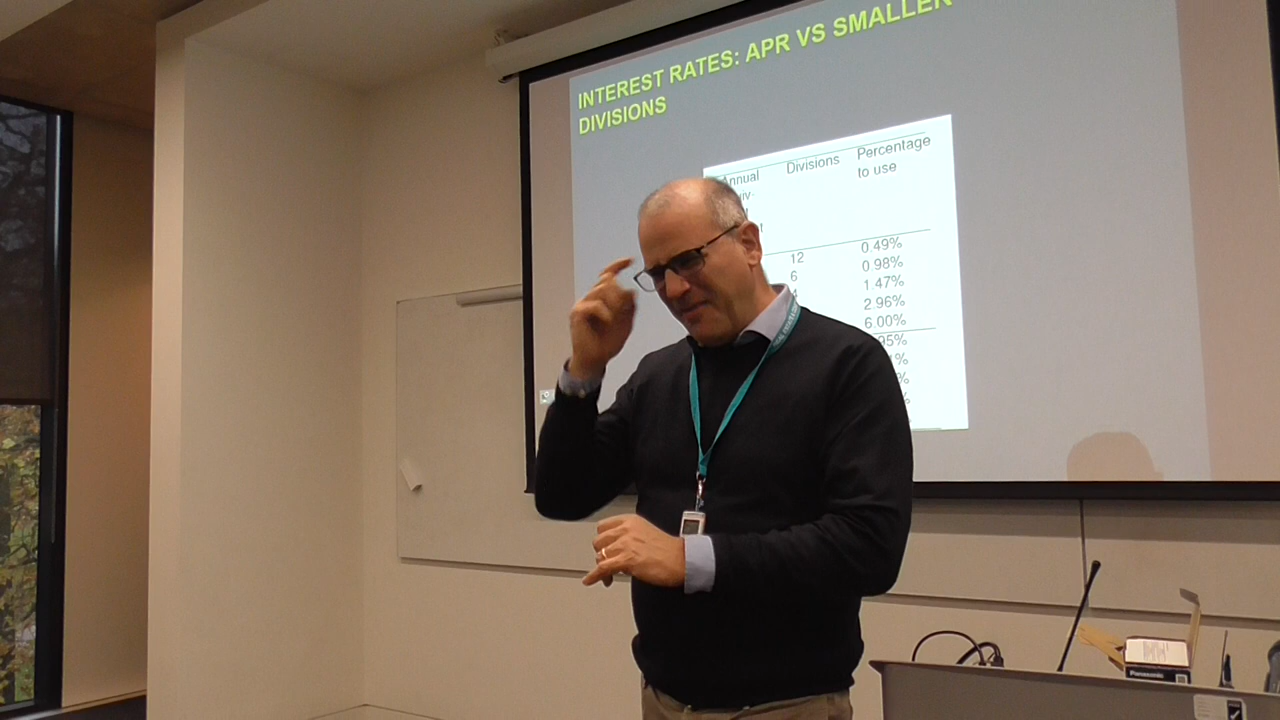 INTEREST RATES: APR VS SMALLER
DIVISIONS
Annual Divisions Percentage
to use
12 0.49%
6 0.98%
1.47%
2.96%
6.00%
Panasonic